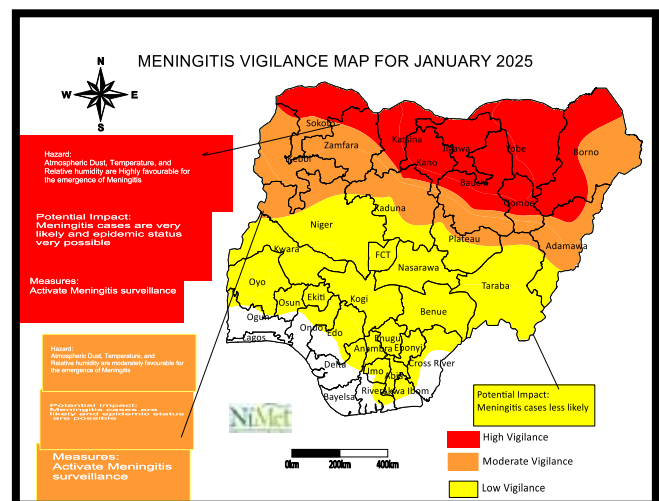 MENINGITIS VIGILANCE MAP FOR JANUARY 2025
N
W
E
S
Hazard:
Atmospheric Dust, Temperature, and
Relative humidity are Highly favourable for
the emergence of Meningitis
Potential Impact:
Meningitis cases are very
likely and epidemic status
very possible
Measures:
Activate Meningitis surveillance
Hazard:
Atmospheric Dust, Temperature, and
Relative humidity are moderately favourable for
the emergence of Meningitis
Potential Impact:
Meningitis cases are
likely and epidemic status
are possible
Measures:
Activate Meningitis
surveillance
Sokoto
Zamfara
Kebbi
Katsina
Kano
Jigawa
Yobe
Borno
Bauchi
Gombe
Kaduna
Niger
Plateau
Adamawa
Kwara
FCT
Nasarawa
Taraba
Oyo
Osun
Ekiti
Kogi
Benue
Ogun
Lagos
Ondo
Edo
Enugu
Anambra
Ebonyi
Cross River
Delta
Imo
Abia
Bayelsa
Rivers
Akwa Ibom
NiMet
0km
200km
400km
Potential Impact:
Meningitis cases less likely
High Vigilance
Moderate Vigilance
Low Vigilance